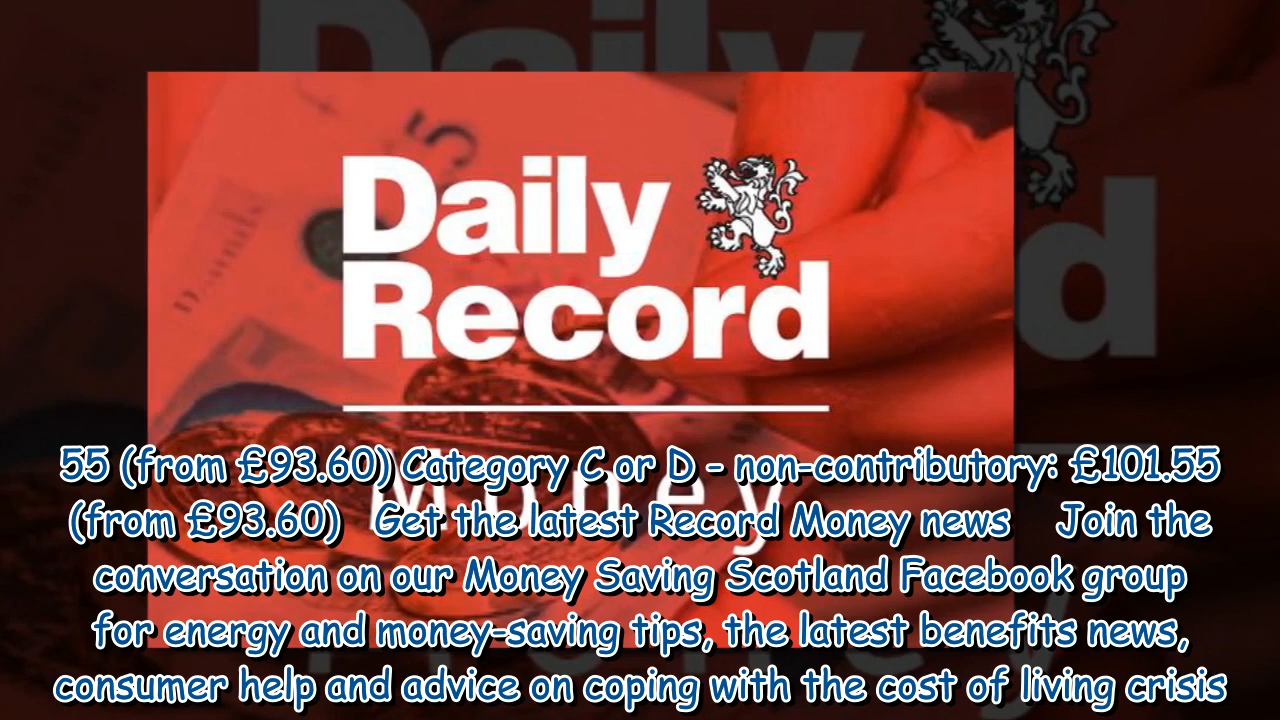 Daily
Record
Money
55 (from £93.60) Category C or D - non-contributory: £101.55
(from £93.60) Get the latest Record Money news Join the
conversation on our Money Saving Scotland Facebook group
for energy and money-saving tips, the latest benefits news,
consumer help and advice on coping with the cost of living crisis